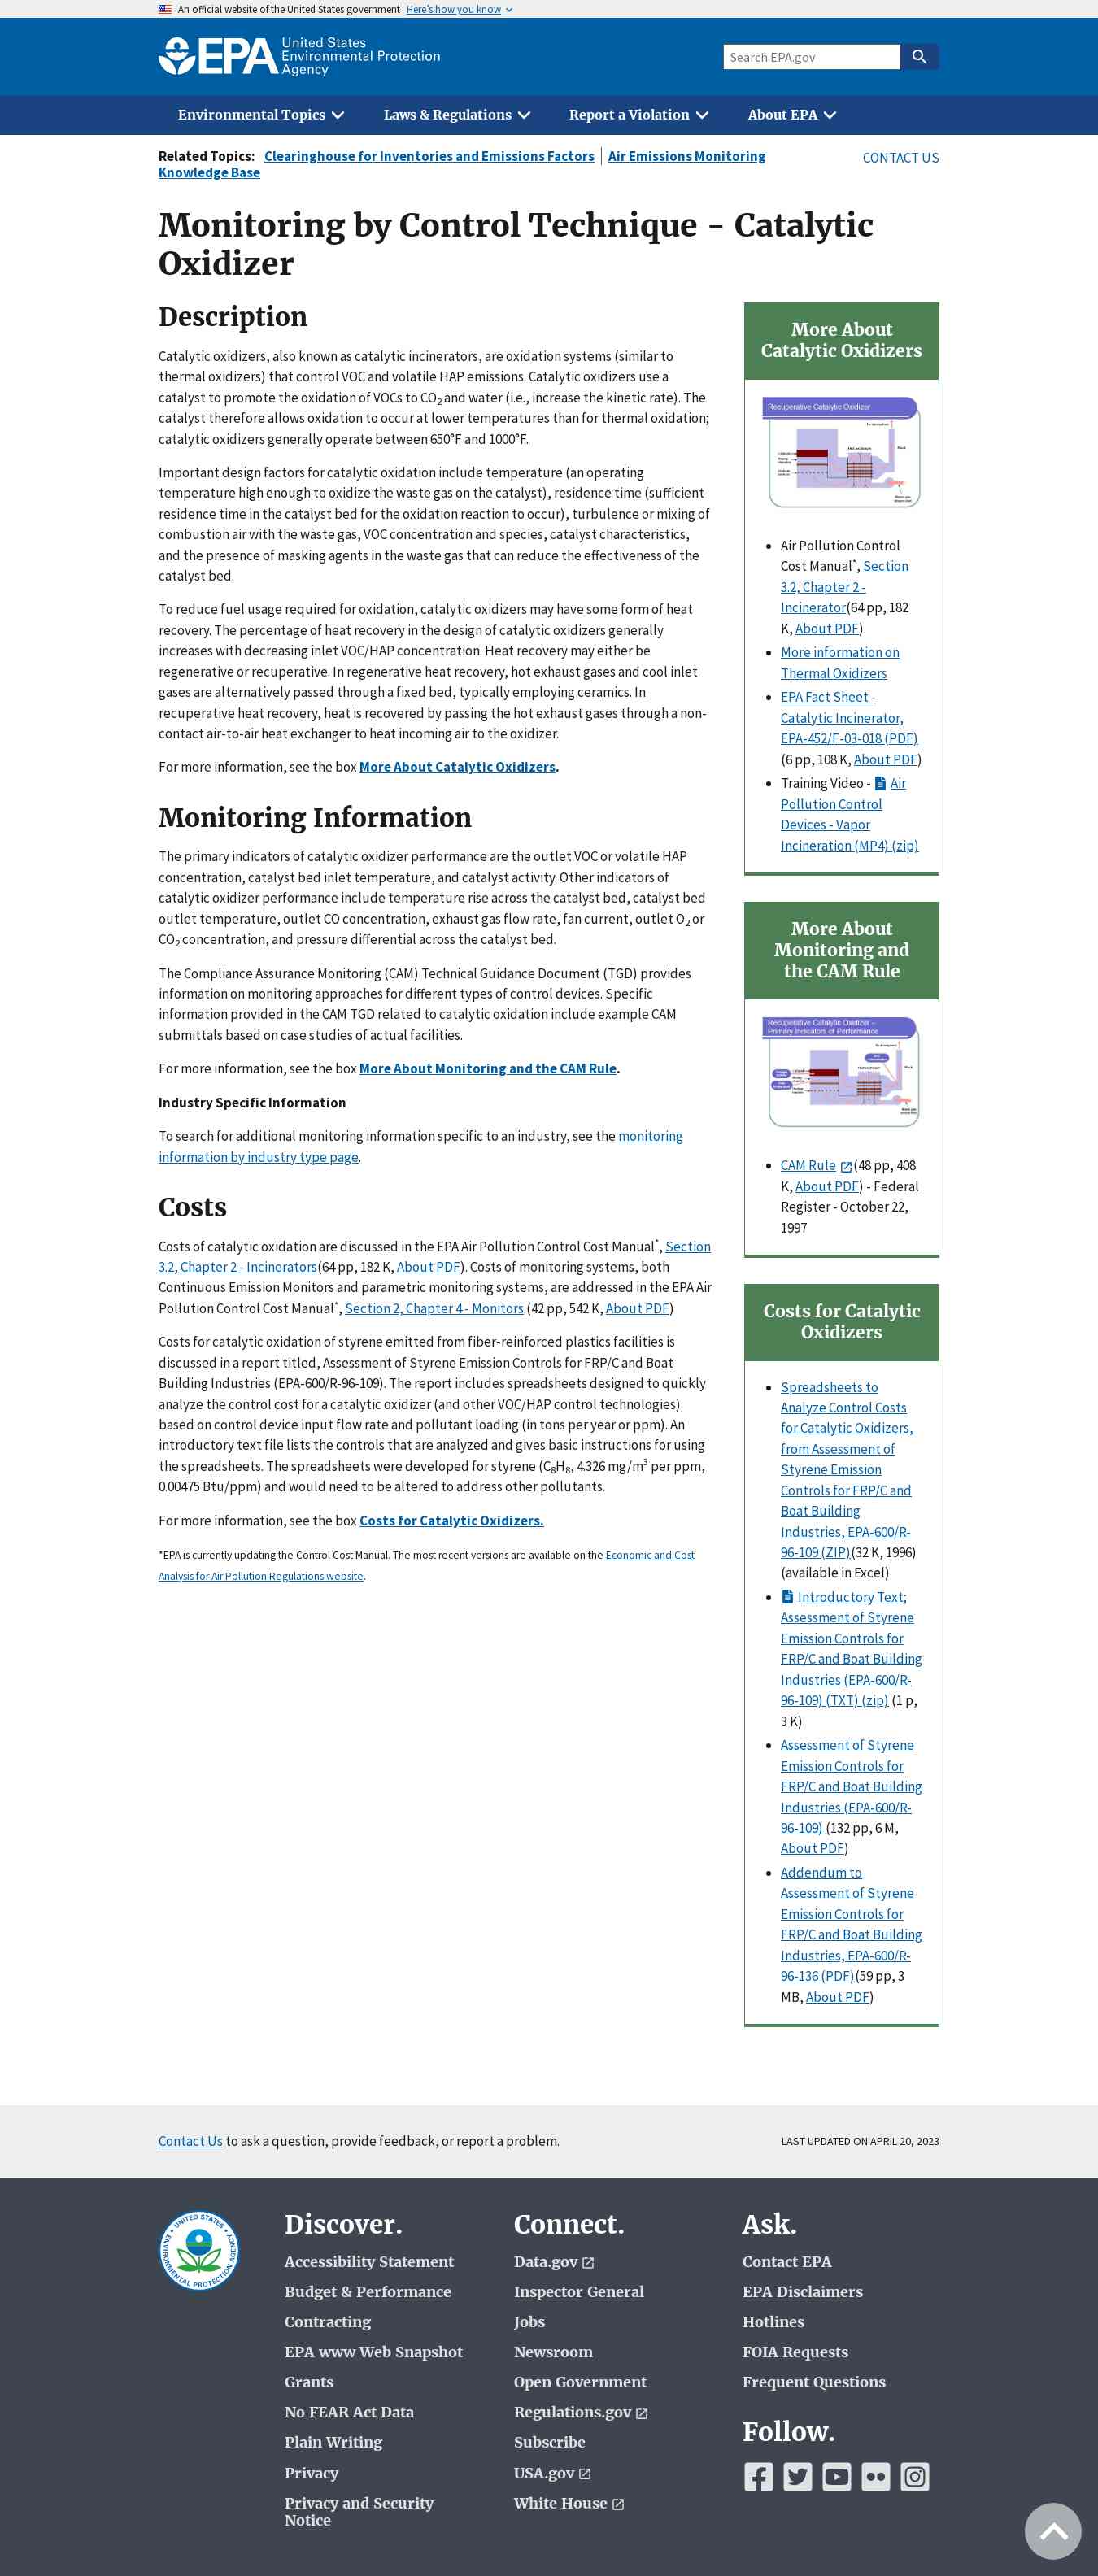 An official website of the United States government Here's how you know
EPA United States
Environmental Protection
Agency
Search EPA.gov
Environmental Topics Laws & Regulations Report a Violation About EPA
Related Topics: Clearinghouse for Inventories and Emissions Factors Air Emissions Monitoring
Knowledge Base
CONTACT US
Monitoring by Control Technique - Catalytic
Oxidizer
Description
Catalytic oxidizers, also known as catalytic incinerators, are oxidation systems (similar to
thermal oxidizers) that control VOC and volatile HAP emissions. Catalytic oxidizers use a
catalyst to promote the oxidation of VOCs to CO2 and water (i.e., increase the kinetic rate). The
catalyst therefore allows oxidation to occur at lower temperatures than for thermal oxidation;
catalytic oxidizers generally operate between 650°F and 1000°F.
Important design factors for catalytic oxidation include temperature (an operating
temperature high enough to oxidize the waste gas on the catalyst), residence time (sufficient
residence time in the catalyst bed for the oxidation reaction to occur), turbulence or mixing of
combustion air with the waste gas, VOC concentration and species, catalyst characteristics,
and the presence of masking agents in the waste gas that can reduce the effectiveness of the
catalyst bed.
To reduce fuel usage required for oxidation, catalytic oxidizers may have some form of heat
recovery. The percentage of heat recovery in the design of catalytic oxidizers generally
increases with decreasing inlet VOC/HAP concentration. Heat recovery may either be
regenerative or recuperative. In regenerative heat recovery, hot exhaust gases and cool inlet
gases are alternatively passed through a fixed bed, typically employing ceramics. In
recuperative heat recovery, heat is recovered by passing the hot exhaust gases through a non-
contact air-to-air heat exchanger to heat incoming air to the oxidizer.
For more information, see the box More About Catalytic Oxidizers.
Monitoring Information
The primary indicators of catalytic oxidizer performance are the outlet VOC or volatile HAP
concentration, catalyst bed inlet temperature, and catalyst activity. Other indicators of
catalytic oxidizer performance include temperature rise across the catalyst bed, catalyst bed
outlet temperature, outlet CO concentration, exhaust gas flow rate, fan current, outlet O2 or
CO2 concentration, and pressure differential across the catalyst bed.
The Compliance Assurance Monitoring (CAM) Technical Guidance Document (TGD) provides
information on monitoring approaches for different types of control devices. Specific
information provided in the CAM TGD related to catalytic oxidation include example CAM
submittals based on case studies of actual facilities.
For more information, see the box More About Monitoring and the CAM Rule.
Industry Specific Information
To search for additional monitoring information specific to an industry, see the monitoring
information by industry type page.
Costs
Costs of catalytic oxidation are discussed in the EPA Air Pollution Control Cost Manual*, Section
3.2, Chapter 2 - Incinerators(64 pp, 182 K, About PDF). Costs of monitoring systems, both
Continuous Emission Monitors and parametric monitoring systems, are addressed in the EPA Air
Pollution Control Cost Manual*, Section 2, Chapter 4 - Monitors.(42 pp, 542 K, About PDF)
Costs for catalytic oxidation of styrene emitted from fiber-reinforced plastics facilities is
discussed in a report titled, Assessment of Styrene Emission Controls for FRP/C and Boat
Building Industries (EPA-600/R-96-109). The report includes spreadsheets designed to quickly
analyze the control cost for a catalytic oxidizer (and other VOC/HAP control technologies)
based on control device input flow rate and pollutant loading (in tons per year or ppm). An
introductory text file lists the controls that are analyzed and gives basic instructions for using
the spreadsheets. The spreadsheets were developed for styrene (C8H8, 4.326 mg/m3 per ppm,
0.00475 Btu/ppm) and would need to be altered to address other pollutants.
For more information, see the box Costs for Catalytic Oxidizers.
*EPA is currently updating the Control Cost Manual. The most recent versions are available on the Economic and Cost
Analysis for Air Pollution Regulations website.
More About
Catalytic Oxidizers
Recuperative Catalytic Oxidizer
Air Pollution Control
Cost Manual*, Section
3.2, Chapter 2 -
Incinerator(64 pp, 182
K, About PDF).
More information on
Thermal Oxidizers
EPA Fact Sheet -
Catalytic Incinerator,
EPA-452/F-03-018 (PDF)
(6 pp, 108 K, About PDF)
Training Video - Air
Pollution Control
Devices - Vapor
Incineration (MP4) (zip)
More About
Monitoring and
the CAM Rule
Recuperative Catalytic Oxidizer -
Primary Indicators of Performance
CAM Rule (48 pp, 408
K, About PDF) - Federal
Register - October 22,
1997
Costs for Catalytic
Oxidizers
Spreadsheets to
Analyze Control Costs
for Catalytic Oxidizers,
from Assessment of
Styrene Emission
Controls for FRP/C and
Boat Building
Industries, EPA-600/R-
96-109 (ZIP)(32 K, 1996)
(available in Excel)
Introductory Text;
Assessment of Styrene
Emission Controls for
FRP/C and Boat Building
Industries (EPA-600/R-
96-109) (TXT) (zip) (1 p,
3 K)
Assessment of Styrene
Emission Controls for
FRP/C and Boat Building
Industries (EPA-600/R-
96-109) (132 pp, 6 M,
About PDF)
Addendum to
Assessment of Styrene
Emission Controls for
FRP/C and Boat Building
Industries, EPA-600/R-
96-136 (PDF)(59 pp, 3
MB, About PDF)
Contact Us to ask a question, provide feedback, or report a problem.
LAST UPDATED ON APRIL 20, 2023
UNITED STATES ENVIRONMENTAL PROTECTION AGENCY
Discover.
Accessibility Statement
Budget & Performance
Contracting
EPA www Web Snapshot
Grants
No FEAR Act Data
Plain Writing
Privacy
Privacy and Security
Notice
Connect.
Data.gov
Inspector General
Jobs
Newsroom
Open Government
Regulations.gov
Subscribe
USA.gov
White House
Ask.
Contact EPA
EPA Disclaimers
Hotlines
FOIA Requests
Frequent Questions
Follow.